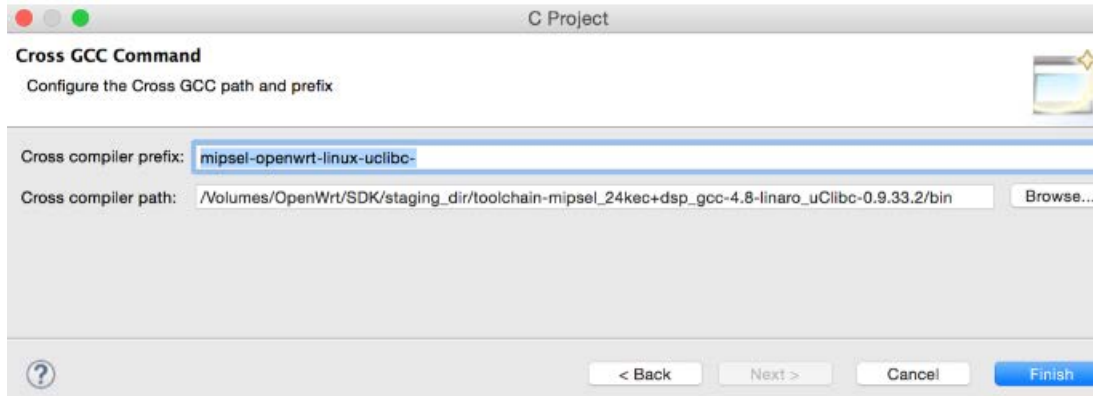 C Project
Cross GCC Command
Configure the Cross GCC path and prefix
Cross compiler prefix: mipsel-openwrt-linux-uclibc-
Cross compiler path: /Volumes/OpenWrt/SDK/staging_dir/toolchain-mipsel_24kec+dsp_gcc-4.8-linaro_uClibc-0.9.33.2/bin Browse...
? < Back Next > Cancel Finish